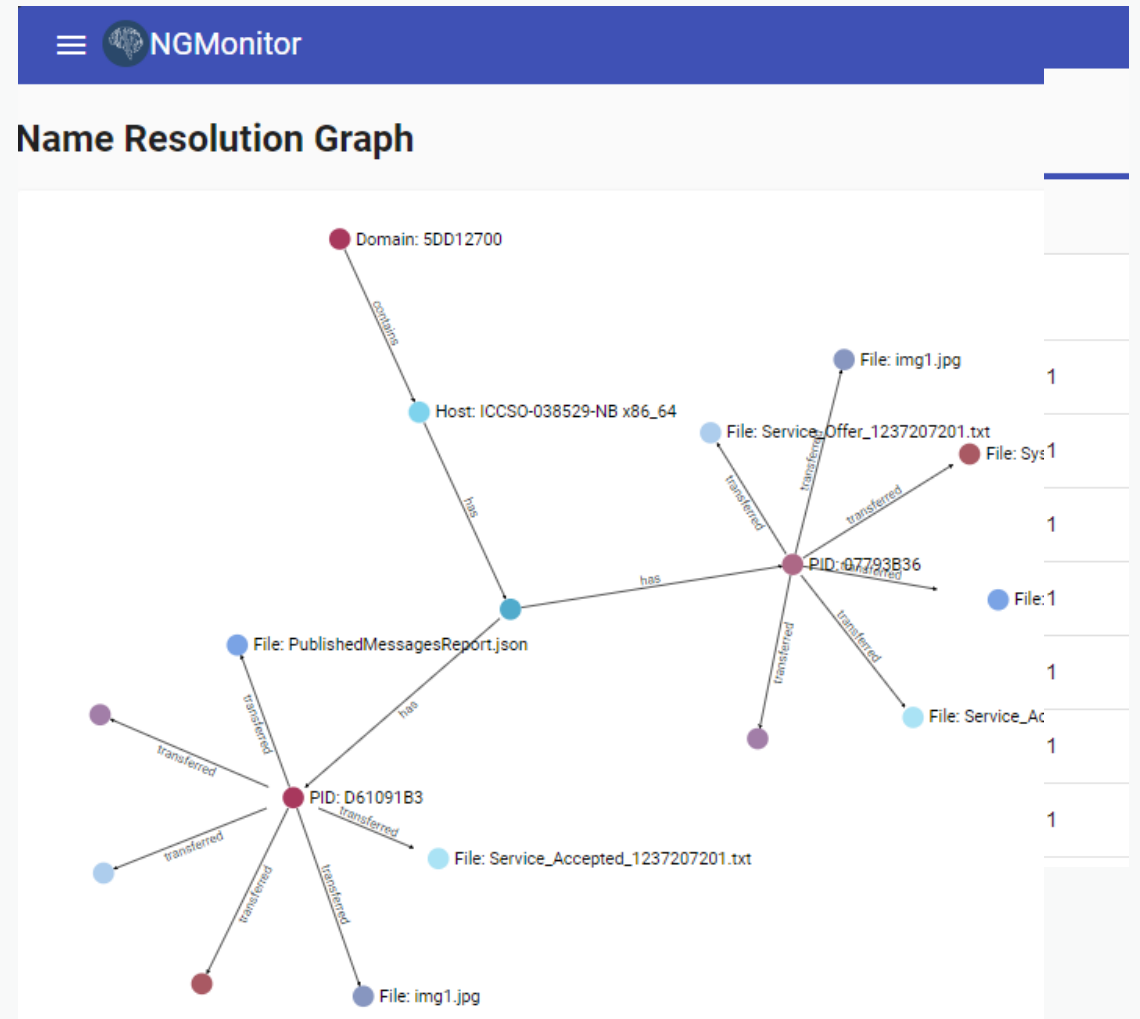 NGMonitor
Name Resolution Graph
Domain: 5DD12700
contains
Host: ICCSO-038529-NB x86_64
has
File: img1.jpg
File: Service_Offer_1237207201.txt
File: Sys
transferred
transferred
transferred
PID: 07793B36
transferred
File:
has
transferred
transferred
File: Service_Ac
File: PublishedMessagesReport.json
has
transferred
transferred
PID: D61091B3
transferred
File: Service_Accepted_1237207201.txt
transferred
transferred
transferred
File: img1.jpg
1
1
1
1
1
1
1